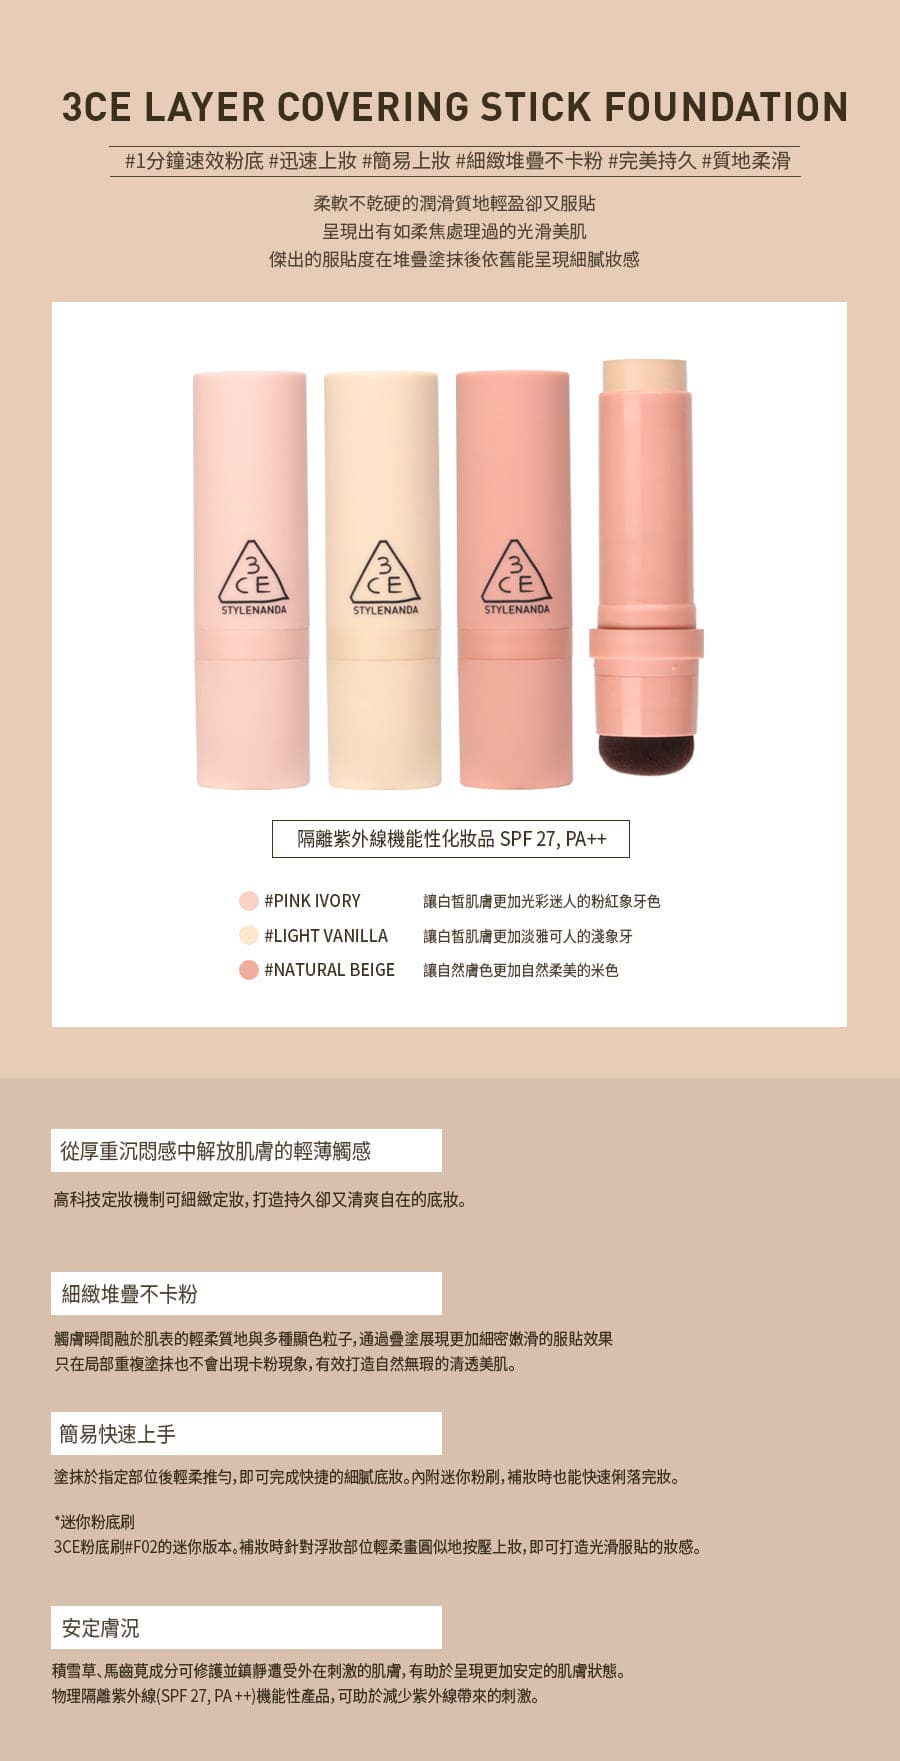 3CE LAYER COVERING STICK FOUNDATION
#1分鐘速效粉底 #迅速上妝 #簡易上妝 #細緻堆疊不卡粉 #完美持久 #質地柔滑
柔軟不乾硬的潤滑質地輕盈卻又服貼
呈現出有如柔焦處理過的光滑美肌
傑出的服貼度在堆疊塗抹後依舊能呈現細膩妝感
3
CE
STYLENANDA
3
CE
STYLENANDA
3
CE
STYLENANDA
隔離紫外線機能性化妝品 SPF 27, PA++
#PINK IVORY 讓白皙肌膚更加光彩迷人的粉紅象牙色
#LIGHT VANILLA 讓白皙肌膚更加淡雅可人的淺象牙
#NATURAL BEIGE 讓自然膚色更加自然柔美的米色
從厚重沉悶感中解放肌膚的輕薄觸感
高科技定妝機制可細緻定妝，打造持久卻又清爽自在的底妝。
細緻堆疊不卡粉
觸膚瞬間融於肌表的輕柔質地與多種顯色粒子，通過疊塗展現更加細密嫩滑的服貼效果
只在局部重複塗抹也不會出現卡粉現象，有效打造自然無瑕的清透美肌。
簡易快速上手
塗抹於指定部位後輕柔推勻，即可完成快捷的細膩底妝。內附迷你粉刷，補妝時也能快速俐落完妝。
*迷你粉底刷
3CE粉底刷#F02的迷你版本。補妝時針對浮妝部位輕柔畫圓似地按壓上妝，即可打造光滑服貼的妝感。
安定膚況
積雪草、馬齒莧成分可修護並鎮靜遭受外在刺激的肌膚，有助於呈現更加安定的肌膚狀態。
物理隔離紫外線(SPF 27, PA ++)機能性產品，可助於減少紫外線帶來的刺激。